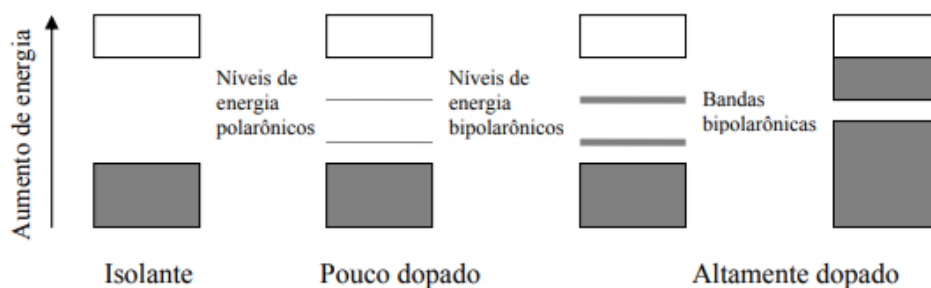 Aumento de energia
Níveis de
energia
polarônicos
Níveis de
energia
bipolarônicos
Bandas
bipolarônicas
Isolante
Pouco dopado
Altamente dopado